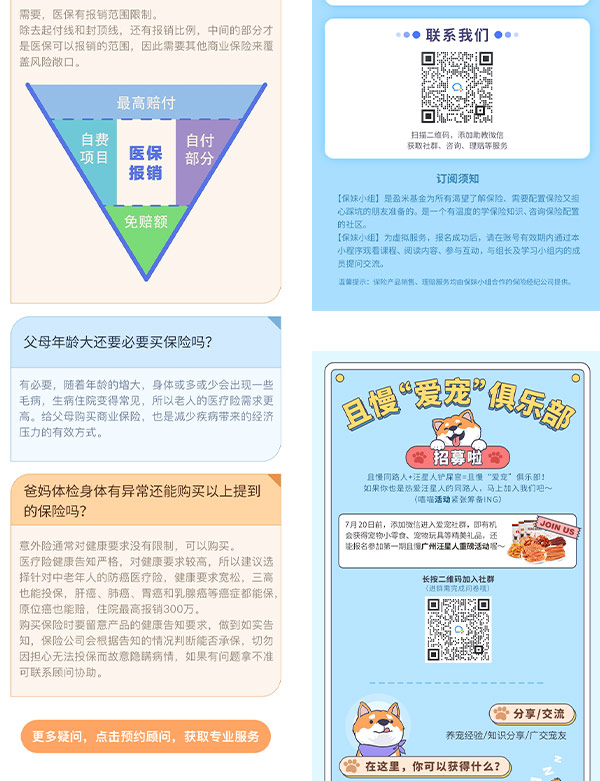 需要，医保有报销范围限制。
除去起付线和封顶线，还有报销比例，中间的部分才
是医保可以报销的范围，因此需要其他商业保险来覆
盖风险敞口。
最高赔付
自费
项目
医保
报销
自付
部分
免赔额
父母年龄大还要必要买保险吗？
有必要，随着年龄的增大，身体或多或少会出现一些
毛病，生病住院变得常见，所以老人的医疗险需求更
高。给父母购买商业保险，也是减少疾病带来的经济
压力的有效方式。
爸妈体检身体有异常还能购买以上提到
的保险吗？
意外险通常对健康要求没有限制，可以购买。
医疗险健康告知严格，对健康要求较高，所以建议选
择针对中老年人的防癌医疗险，健康要求宽松，三高
也能投保，肝癌、肺癌、胃癌和乳腺癌等癌症都能保，
原位癌也能赔，住院最高报销300万。
购买保险时要留意产品的健康告知要求，做到如实告
知，保险公司会根据告知的情况判断能否承保，切勿
因担心无法投保而故意隐瞒病情，如果有问题拿不准
可联系顾问协助。
更多疑问，点击预约顾问，获取专业服务
联系我们
扫描二维码，添加助教微信
获取社群、咨询、理赔等服务
订阅须知
【保妹小组】是盈米基金为所有渴望了解保险、需要配置保险又担
心踩坑的朋友准备的。是一个有温度的学保险知识、咨询保险配置
的社区。
【保妹小组】为虚拟服务，报名成功后，请在账号有效期内通过本
小程序观看课程、阅读内容、参与互动，与组长及学习小组内的成
员提问交流。
温馨提示：保险产品销售、理赔服务均由保妹小组合作的保险经纪公司提供。
且慢“爱宠”俱乐部
招募啦
且慢同路人+汪星人铲屎官=且慢“爱宠”俱乐部！
如果你也是热爱汪星人的同路人，马上加入我们吧～
（喵喵活动紧张筹备ING）
7月20日前，添加微信进入爱宠社群，即有机
会获得宠物小零食、宠物玩具等精美礼品，还
能报名参加第一期且慢广州汪星人重磅活动喔～
JOIN US
长按二维码加入社群
（进群需完成问卷哦）
分享/交流
养宠经验/知识分享/广交宠友
在这里，你可以获得什么？